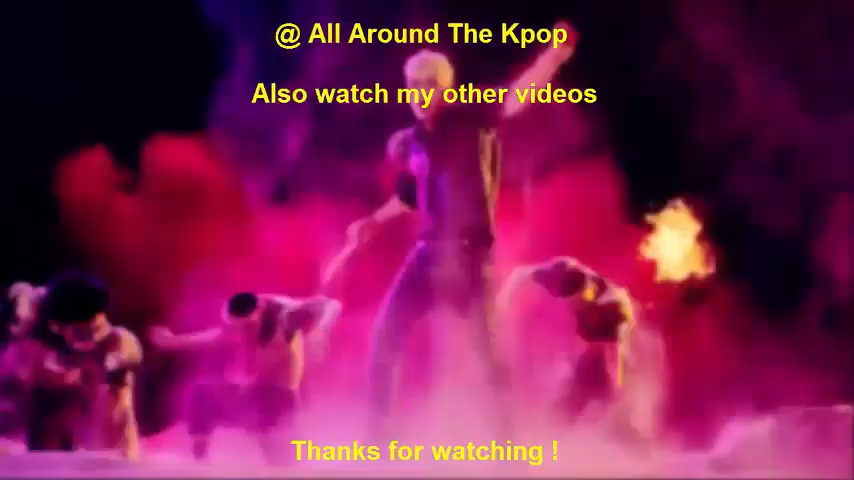 @ All Around The Kpop
Also watch my other videos
Thanks for watching !